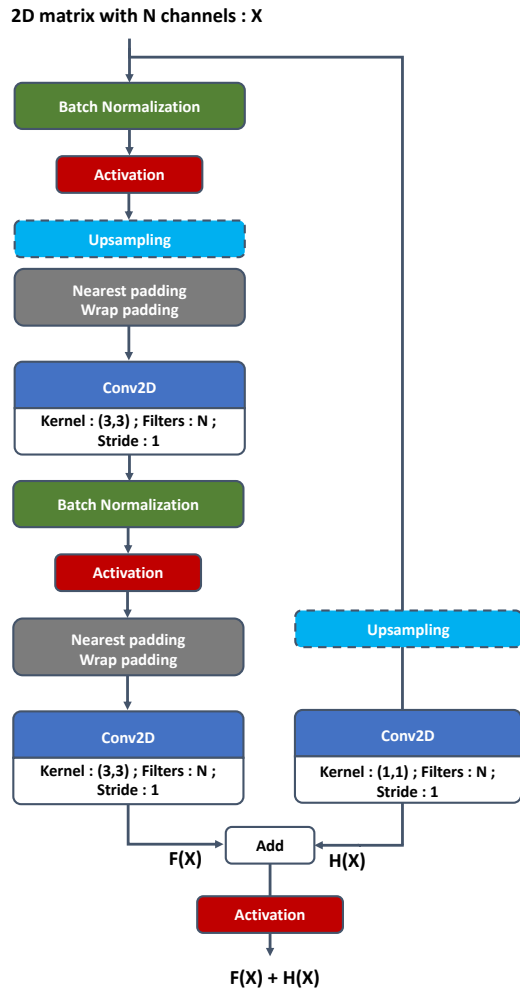 2D matrix with N channels : X
Batch Normalization
Activation
Upsampling
Nearest padding
Wrap padding
Conv2D
Kernel : (3,3) ; Filters : N ;
Stride : 1
Batch Normalization
Activation
Nearest padding
Wrap padding
Conv2D
Kernel : (3,3) ; Filters : N ;
Stride : 1
Upsampling
Conv2D
Kernel : (1,1) ; Filters : N ;
Stride : 1
F(X)
Add
H(X)
Activation
F(X) + H(X)